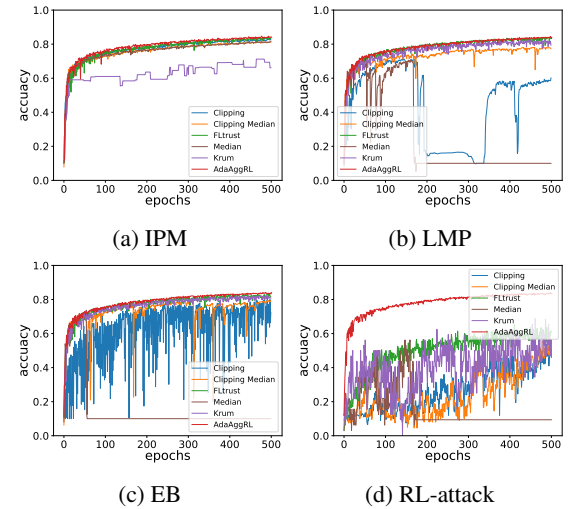 1.0
0.8
0.6
0.4
0.2
0.0
accuacy
0 100 200 300 400 500
epochs
Clipping
Clipping Median
FLtrust
Median
Krum
AdaAggRL
(a) IPM
1.0
0.8
0.6
0.4
0.2
0.0
accuacy
0 100 200 300 400 500
epochs
Clipping
Clipping Median
FLtrust
Median
Krum
AdaAggRL
(b) LMP
1.0
0.8
0.6
0.4
0.2
0.0
accuacy
0 100 200 300 400 500
epochs
Clipping
Clipping Median
FLtrust
Median
Krum
AdaAggRL
(c) EB
1.0
0.8
0.6
0.4
0.2
0.0
accuacy
0 100 200 300 400 500
epochs
Clipping
Clipping Median
FLtrust
Median
Krum
AdaAggRL
(d) RL-attack